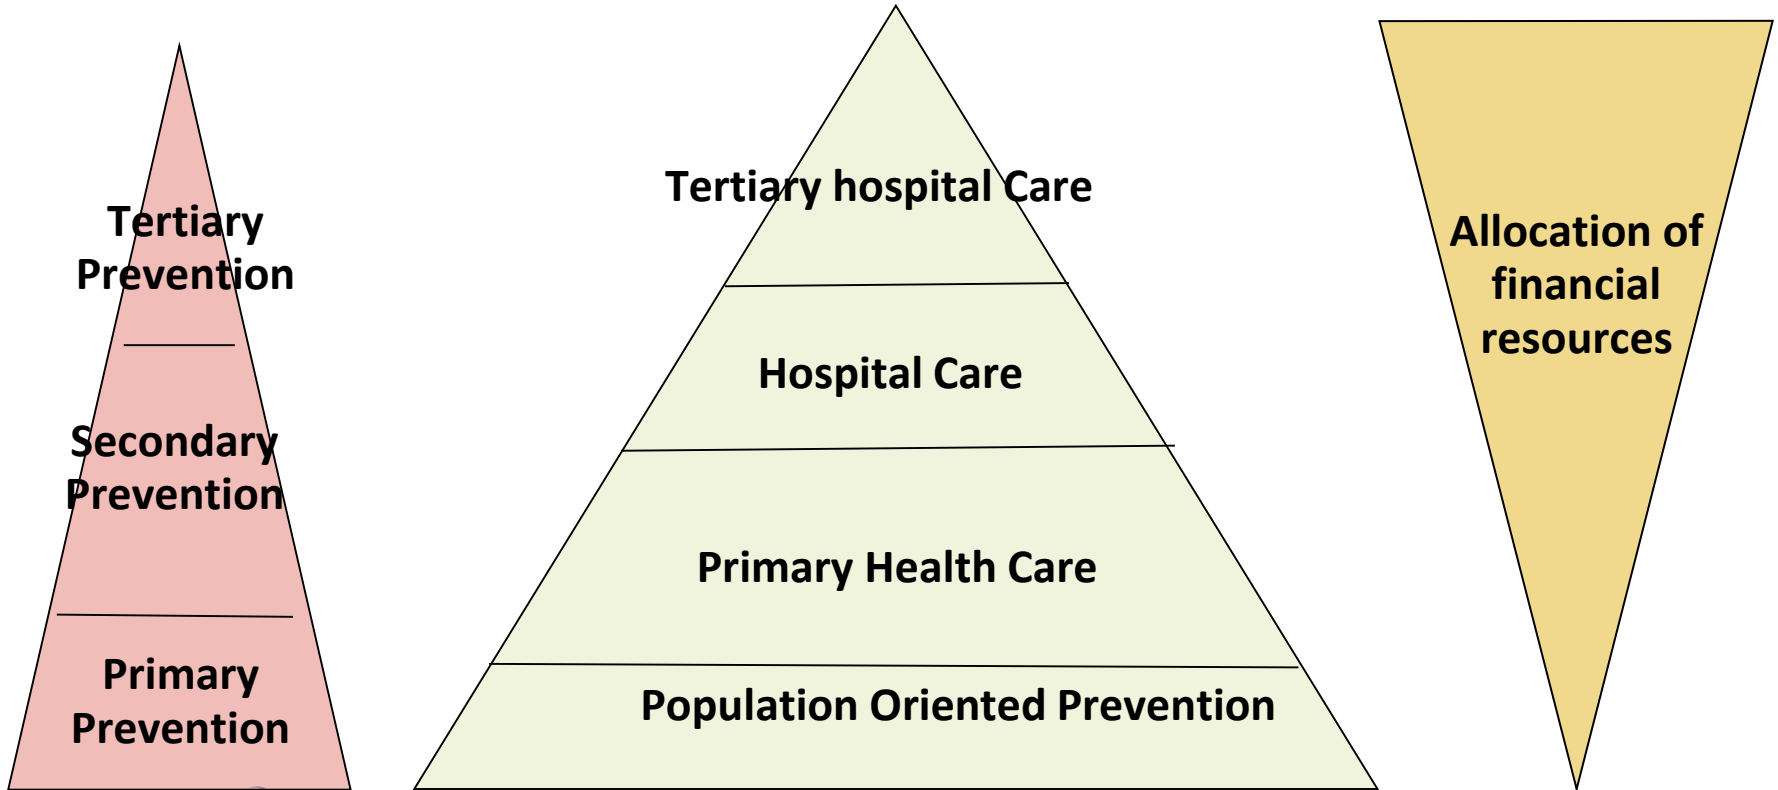 Tertiary
Prevention
Secondary
Prevention
Primary
Prevention
Tertiary hospital Care
Hospital Care
Primary Health Care
Population Oriented Prevention
Allocation of
financial
resources